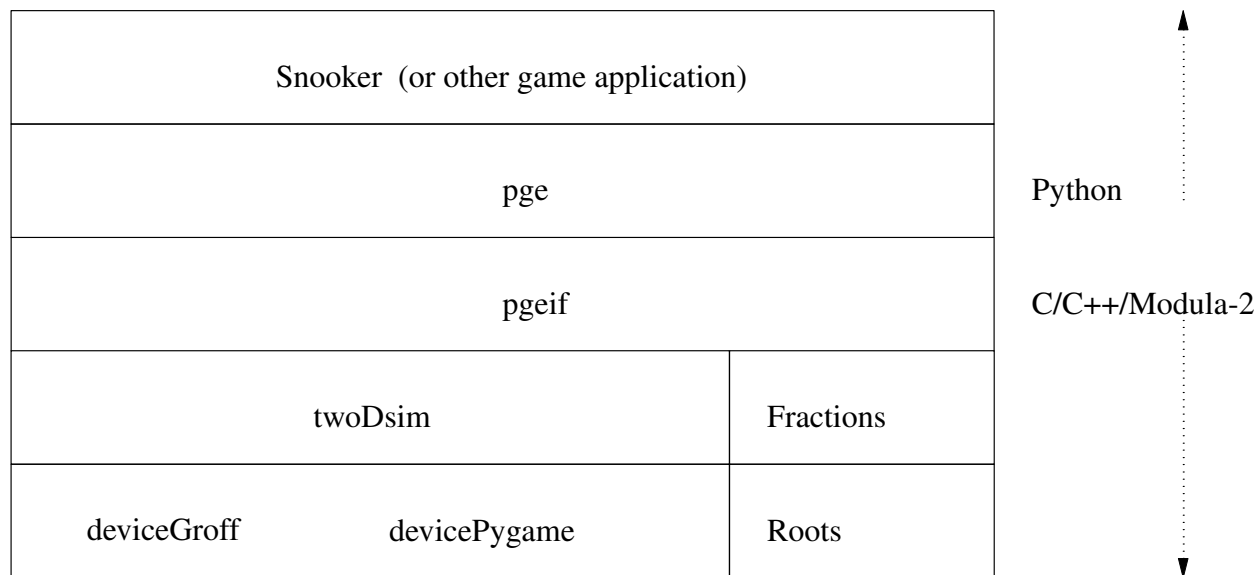 Snooker (or other game application)
pge
Python
pgeif
C/C++/Modula-2
twoDsim
Fractions
deviceGroff
devicePygame
Roots